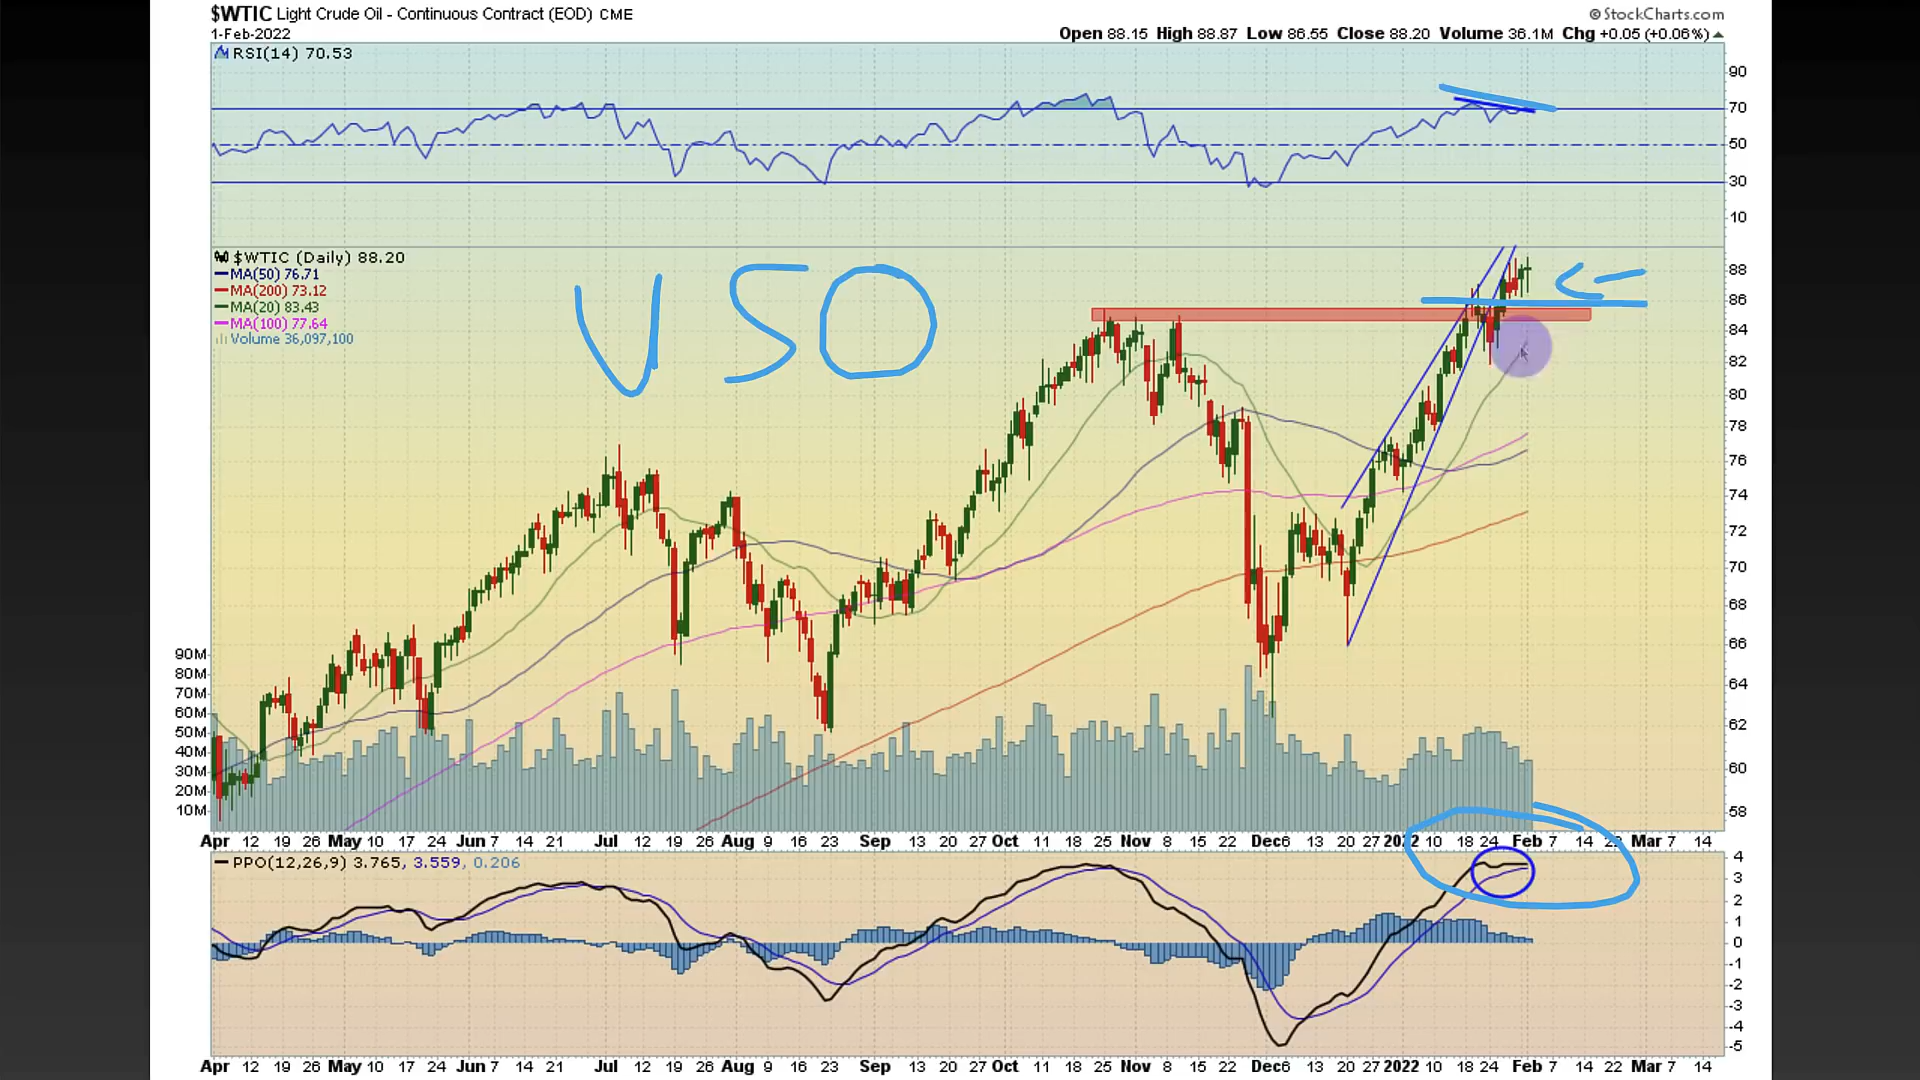 $WTIC Light Crude Oil - Continuous Contract (EOD) CME
© StockCharts.com
1-Feb-2022
Open 88.15 High 88.87 Low 86.55 Close 88.20 Volume 36.1M Chg +0.05 (+0.06%)
RSI(14) 70.53
90
70
50
30
10
$WTIC (Daily) 88.20
MA(50) 76.71
MA(200) 73.12
MA(20) 83.43
MA(100) 77.64
Volume 36,097,100
USO
88
86
84
82
80
78
76
74
72
70
68
66
64
62
60
58
90M
80M
70M
60M
50M
40M
30M
20M
10M
Apr 12 19 26 May 10 17 24 Jun 7 14 21 Jul 19 26 Aug 9 16 23 Sep 13 20 27 Oct 11 18 25 Nov 8 15 22 Dec 6 13 20 27 2022 10 18 24 Feb 7 14 22 Mar 7 14
PPO(12,26,9) 3.765, 3.559, 0.206
4
3
2
1
0
-1
-2
-3
-4
-5
Apr 12 19 26 May 10 17 24 Jun 7 14 21 Jul 19 26 Aug 9 16 23 Sep 13 20 27 Oct 11 18 25 Nov 8 15 22 Dec 6 13 20 27 2022 10 18 24 Feb 7 14 22 Mar 7 14